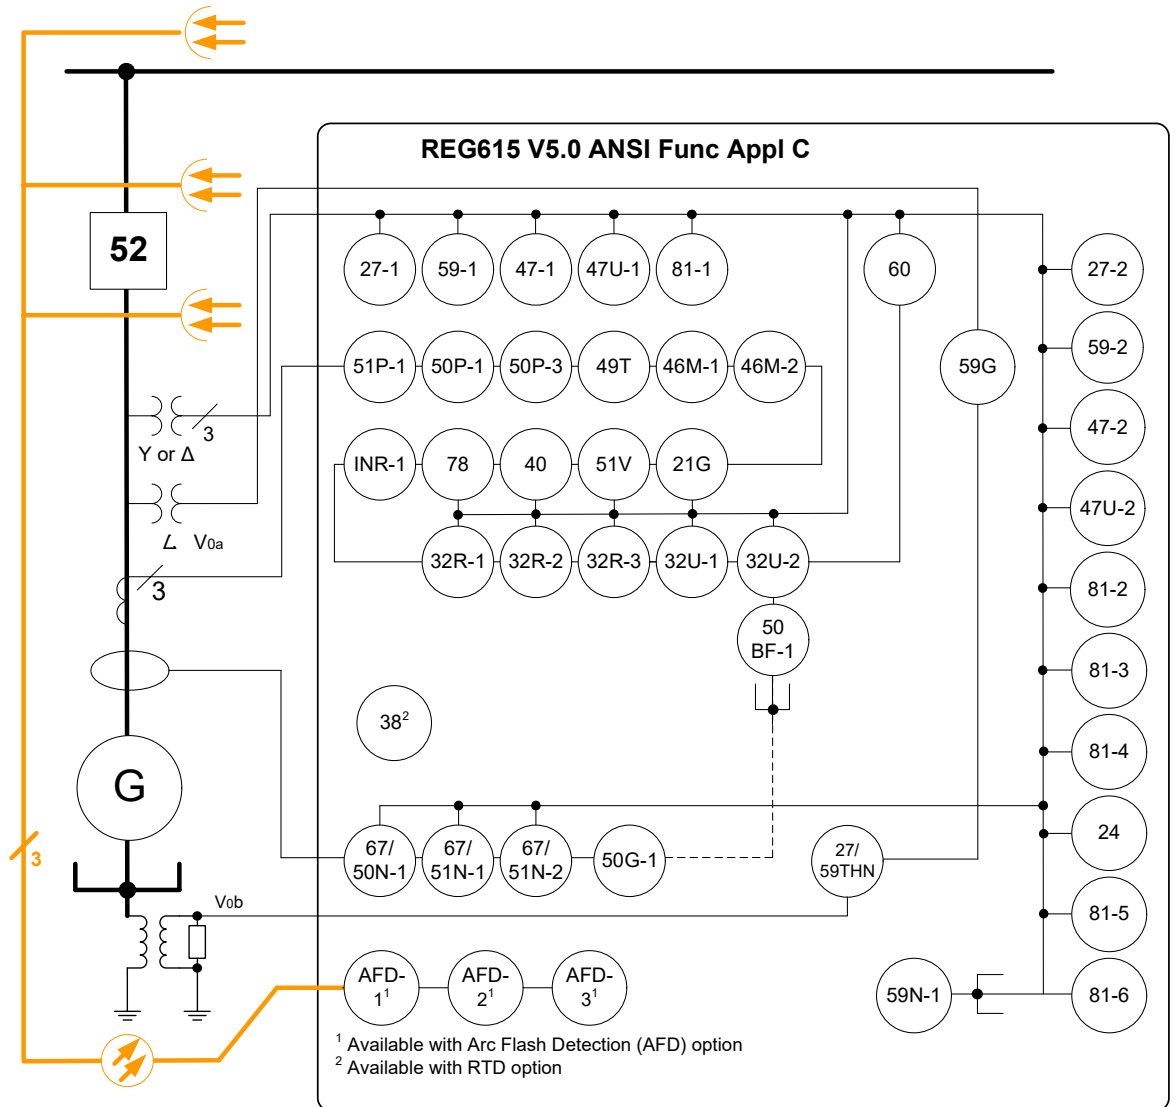 REG615 V5.0 ANSI Func Appl C
52
27-1
59-1
47-1
47U-1
81-1
60
27-2
59-2
51P-1
50P-1
50P-3
49T
46M-1
46M-2
59G
47-2
3
Y or Δ
INR-1
78
40
51V
21G
47U-2
V0a
3
32R-1
32R-2
32R-3
32U-1
32U-2
81-2
50
BF-1
81-3
38²
81-4
G
24
3
67/
50N-1
67/
51N-1
67/
51N-2
50G-1
27/
59THN
V0b
81-5
AFD-
1¹
AFD-
2¹
AFD-
3¹
59N-1
81-6
¹ Available with Arc Flash Detection (AFD) option
² Available with RTD option